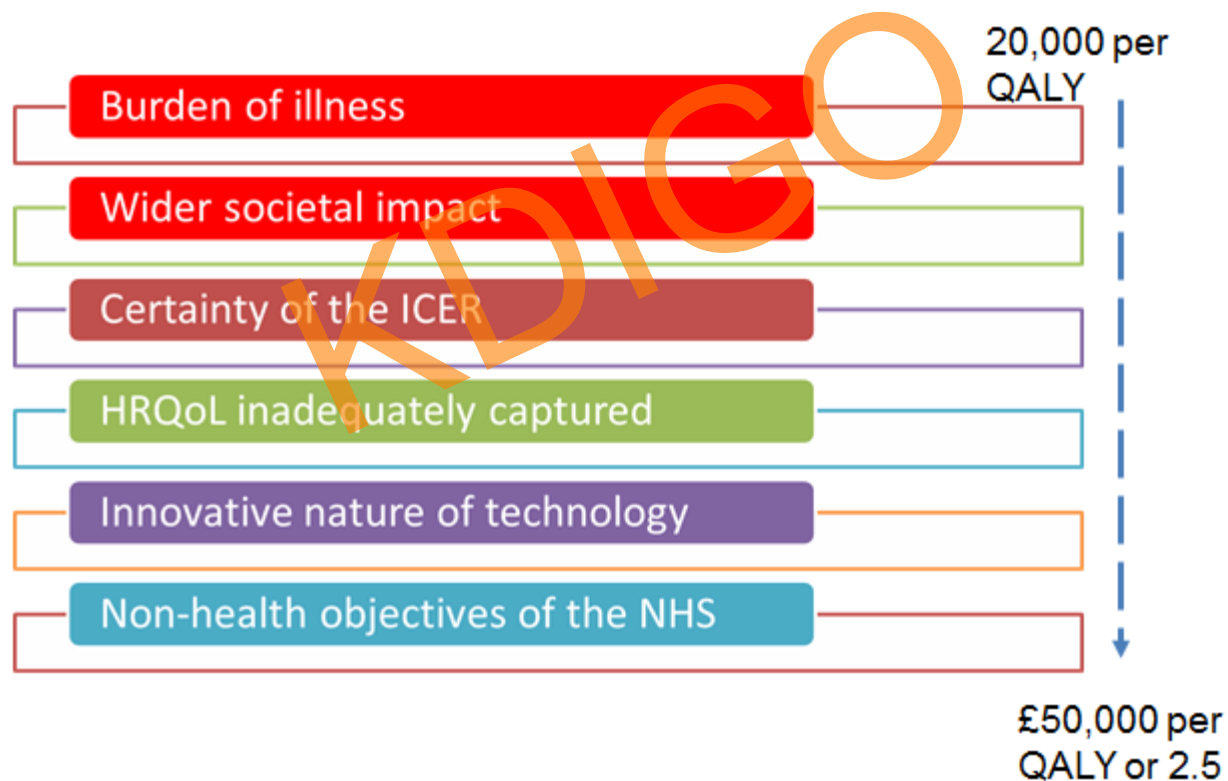 20,000 per
QALY
Burden of illness
Wider societal impact
Certainty of the ICER
HRQoL inadequately captured
Innovative nature of technology
Non-health objectives of the NHS
£50,000 per
QALY or 2.5
KDIGO